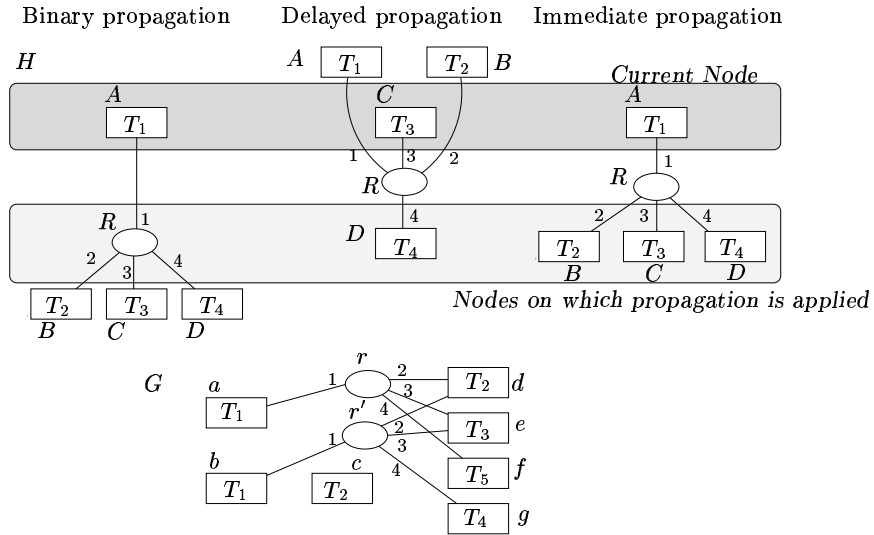 Binary propagation Delayed propagation Immediate propagation
H A T1 T2 B
Current Node
A C A
T1 T3 T1
1 3 2 1
R R
R 1 4 2 3 4
D T4 T2 T3 T4
2 3 4 B C D
T2 T3 T4 Nodes on which propagation is applied
B C D
r
G a 1 2 T2 d
T1 3
r' 4 2 T3 e
1 3
b c 4 T5 f
T1 T2
T4 g